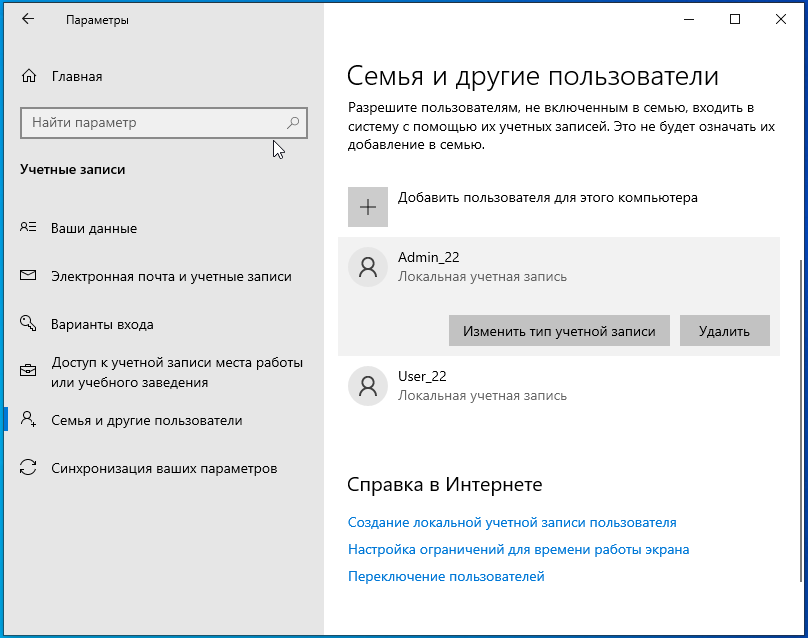 Параметры
Главная
Найти параметр
Учетные записи
Ваши данные
Электронная почта и учетные записи
Варианты входа
Доступ к учетной записи места работы
или учебного заведения
Семья и другие пользователи
Синхронизация ваших параметров
Семья и другие пользователи
Разрешите пользователям, не включенным в семью, входить в
систему с помощью их учетных записей. Это не будет означать их
добавление в семью.
Добавить пользователя для этого компьютера
Admin_22
Локальная учетная запись
Изменить тип учетной записи
Удалить
User_22
Локальная учетная запись
Справка в Интернете
Создание локальной учетной записи пользователя
Настройка ограничений для времени работы экрана
Переключение пользователей